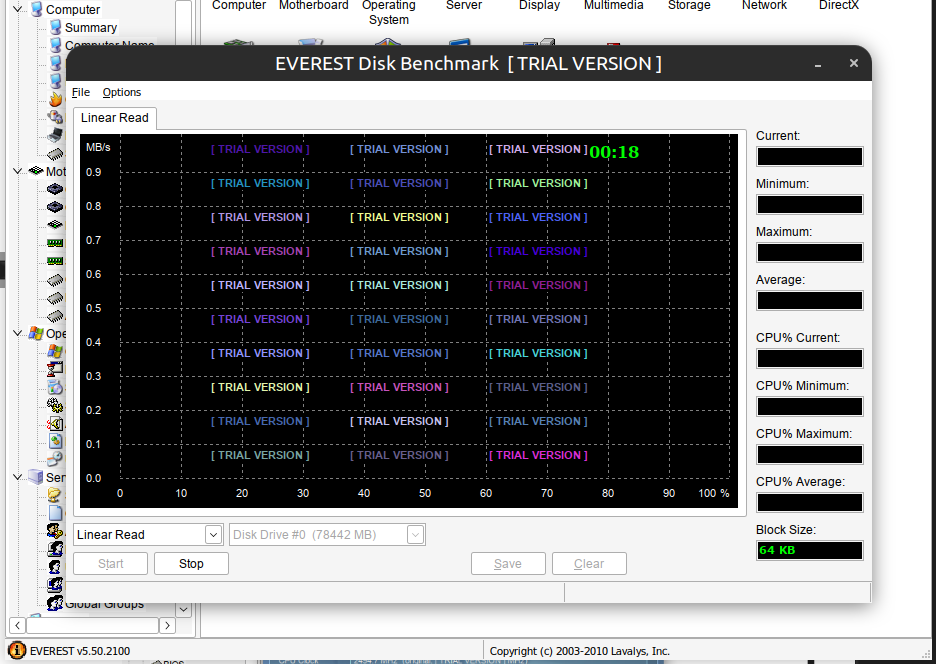 Computer
Summary
Computer Name
Computer Motherboard Operating System Server Display Multimedia Storage Network DirectX
EVEREST Disk Benchmark [ TRIAL VERSION ]
File Options
Linear Read
MB/s [ TRIAL VERSION ] [ TRIAL VERSION ] [ TRIAL VERSION ] 00:18
0.9
[ TRIAL VERSION ] [ TRIAL VERSION ] [ TRIAL VERSION ]
0.8
[ TRIAL VERSION ] [ TRIAL VERSION ] [ TRIAL VERSION ]
0.7
[ TRIAL VERSION ] [ TRIAL VERSION ] [ TRIAL VERSION ]
0.6
[ TRIAL VERSION ] [ TRIAL VERSION ] [ TRIAL VERSION ]
0.5
[ TRIAL VERSION ] [ TRIAL VERSION ] [ TRIAL VERSION ]
0.4
[ TRIAL VERSION ] [ TRIAL VERSION ] [ TRIAL VERSION ]
0.3
[ TRIAL VERSION ] [ TRIAL VERSION ] [ TRIAL VERSION ]
0.2
[ TRIAL VERSION ] [ TRIAL VERSION ] [ TRIAL VERSION ]
0.1
[ TRIAL VERSION ] [ TRIAL VERSION ] [ TRIAL VERSION ]
0.0
0 10 20 30 40 50 60 70 80 90 100 %
Current:
Minimum:
Maximum:
Average:
CPU% Current:
CPU% Minimum:
CPU% Maximum:
CPU% Average:
Block Size:
64 KB
Linear Read Disk Drive #0 (78442 MB)
Start Stop Save Clear
Mot
Ope
Ser
Global Groups
EVEREST v5.50.2100 Copyright (c) 2003-2010 Lavalys, Inc.
BIOS CPU Clock